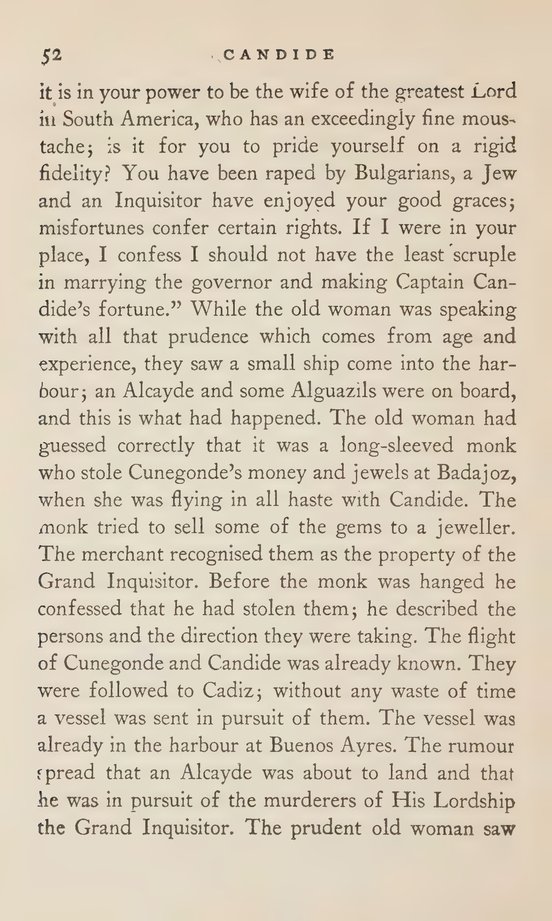 52 CANDIDE
it is in your power to be the wife of the greatest Lord
in South America, who has an exceedingly fine mous-
tache; is it for you to pride yourself on a rigid
fidelity? You have been raped by Bulgarians, a Jew
and an Inquisitor have enjoyed your good graces;
misfortunes confer certain rights. If I were in your
place, I confess I should not have the least scruple
in marrying the governor and making Captain Can-
dide's fortune.” While the old woman was speaking
with all that prudence which comes from age and
experience, they saw a small ship come into the har-
bour; an Alcayde and some Alguazils were on board,
and this is what had happened. The old woman had
guessed correctly that it was a long-sleeved monk
who stole Cunegonde's money and jewels at Badajoz,
when she was flying in all haste with Candide. The
monk tried to sell some of the gems to a jeweller.
The merchant recognised them as the property of the
Grand Inquisitor. Before the monk was hanged he
confessed that he had stolen them; he described the
persons and the direction they were taking. The flight
of Cunegonde and Candide was already known. They
were followed to Cadiz; without any waste of time
a vessel was sent in pursuit of them. The vessel was
already in the harbour at Buenos Ayres. The rumour
spread that an Alcayde was about to land and that
he was in pursuit of the murderers of His Lordship
the Grand Inquisitor. The prudent old woman saw